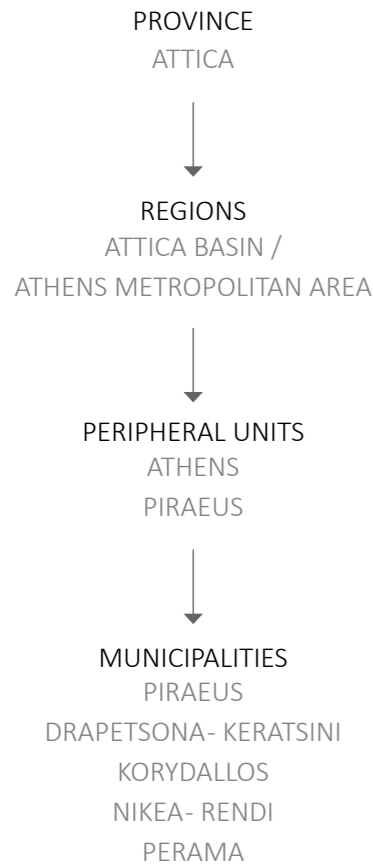 PROVINCE
ATTICA
REGIONS
ATTICA BASIN /
ATHENS METROPOLITAN AREA
PERIPHERAL UNITS
ATHENS
PIRAEUS
MUNICIPALITIES
PIRAEUS
DRAPETSONA- KERATSINI
KORYDALLOS
NIKEA- RENDI
PERAMA